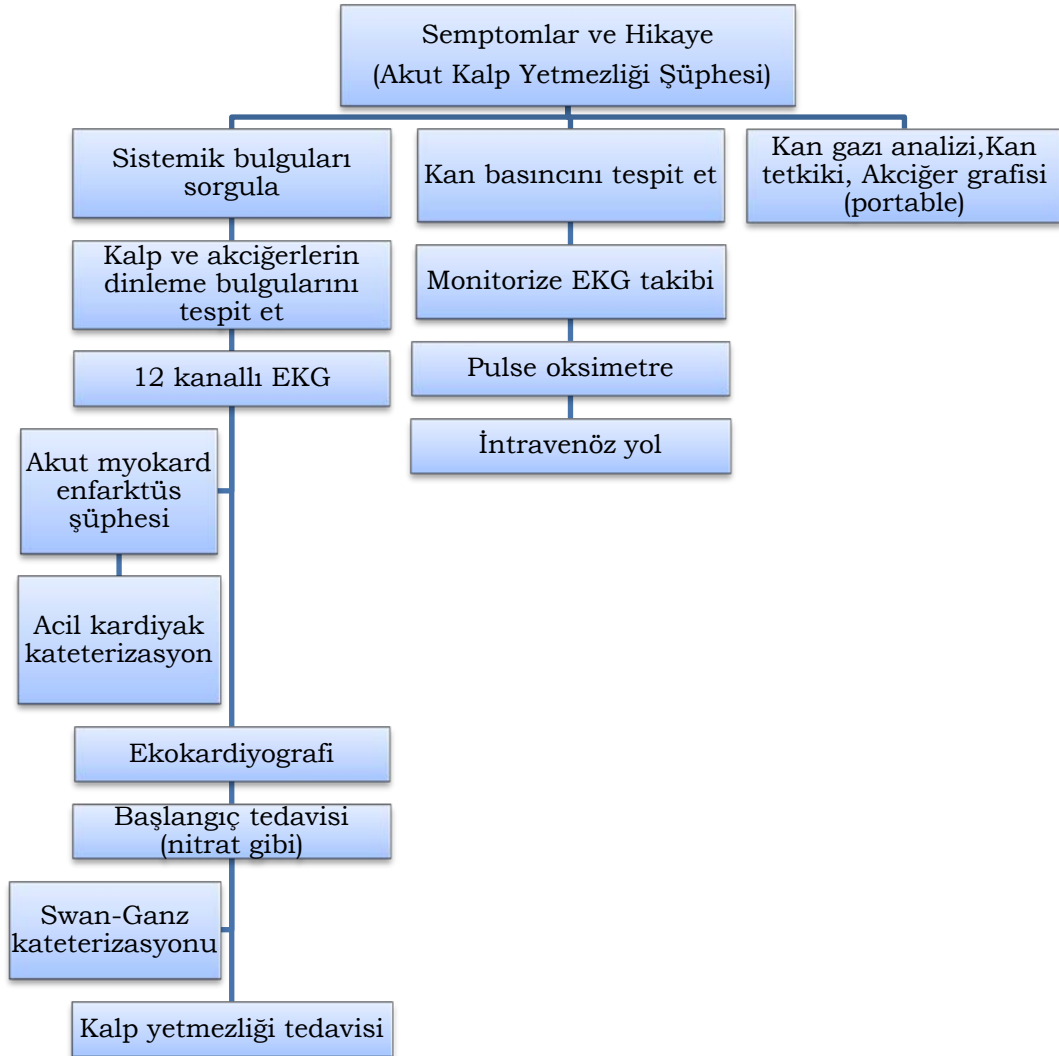 Semptomlar ve Hikaye
(Akut Kalp Yetmezliği Şüphesi)
Sistemik bulguları
sorgula
Kalp ve akciğerlerin
dinleme bulgularını
tespit et
12 kanallı EKG
Akut myokard
enfarktüs
şüphesi
Acil kardiyak
kateterizasyon
Ekokardiyografi
Başlangıç tedavisi
(nitrat gibi)
Swan-Ganz
kateterizasyonu
Kalp yetmezliği tedavisi
Kan basıncını tespit et
Monitorize EKG takibi
Pulse oksimetre
İntravenöz yol
Kan gazı analizi,Kan
tetkiki, Akciğer grafisi
(portable)